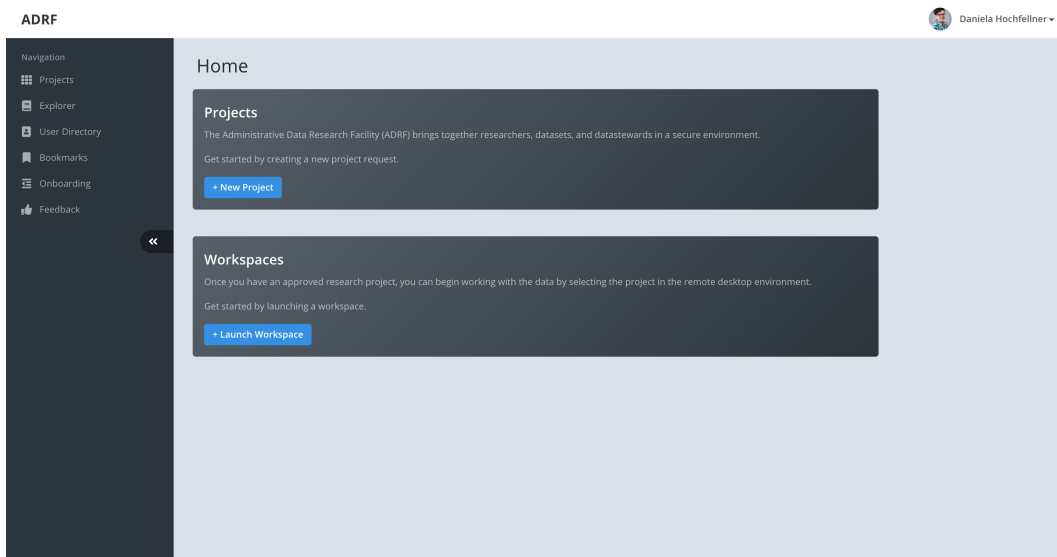 ADRF
Daniela Hochfellner
Navigation
Projects
Explorer
User Directory
Bookmarks
Onboarding
Feedback
Home
Projects
The Administrative Data Research Facility (ADRF) brings together researchers, datasets, and datastewards in a secure environment.
Get started by creating a new project request.
+ New Project
Workspaces
Once you have an approved research project, you can begin working with the data by selecting the project in the remote desktop environment.
Get started by launching a workspace.
+ Launch Workspace